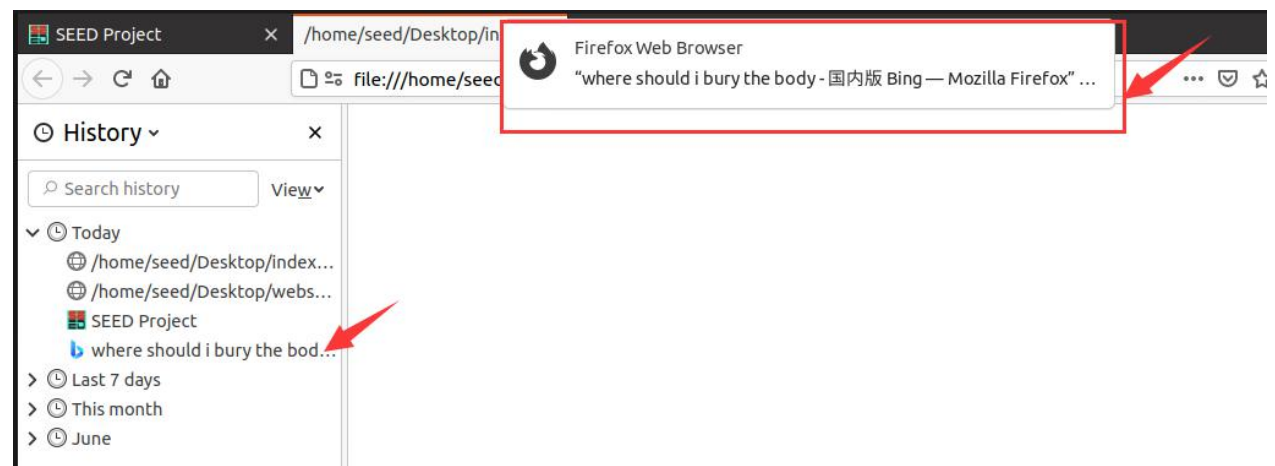 SEED Project
/home/seed/Desktop/in
Firefox Web Browser
“where should i bury the body - 国内版 Bing — Mozilla Firefox” …
file:///home/seed
History
Search history
View
Today
/home/seed/Desktop/index…
/home/seed/Desktop/webs…
SEED Project
where should i bury the bod…
Last 7 days
This month
June